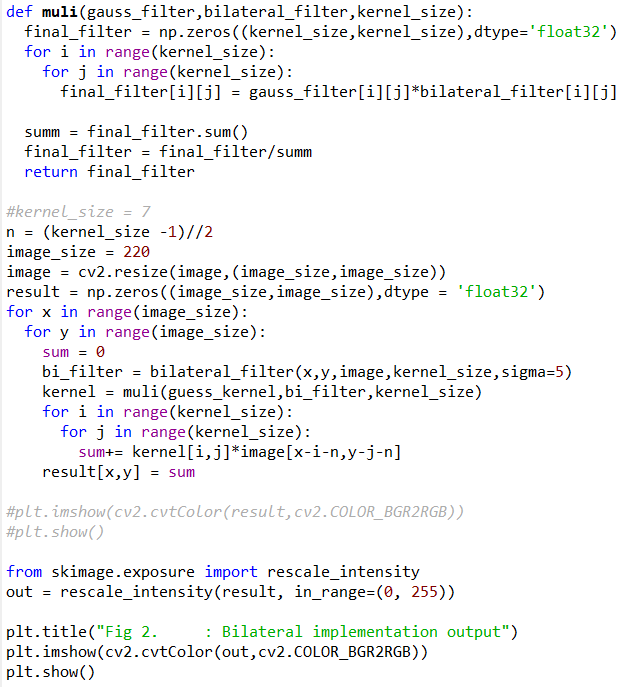 def muli(gauss_filter,bilateral_filter,kernel_size):
  final_filter = np.zeros((kernel_size,kernel_size),dtype='float32')
  for i in range(kernel_size):
    for j in range(kernel_size):
      final_filter[i][j] = gauss_filter[i][j]*bilateral_filter[i][j]

  summ = final_filter.sum()
  final_filter = final_filter/summ
  return final_filter

#kernel_size = 7
n = (kernel_size -1)//2
image_size = 220
image = cv2.resize(image,(image_size,image_size))
result = np.zeros((image_size,image_size),dtype = 'float32')
for x in range(image_size):
  for y in range(image_size):
    sum = 0
    bi_filter = bilateral_filter(x,y,image,kernel_size,sigma=5)
    kernel = muli(guess_kernel,bi_filter,kernel_size)
    for i in range(kernel_size):
      for j in range(kernel_size):
        sum+= kernel[i,j]*image[x-i-n,y-j-n]
    result[x,y] = sum

#plt.imshow(cv2.cvtColor(result,cv2.COLOR_BGR2RGB))
#plt.show()

from skimage.exposure import rescale_intensity
out = rescale_intensity(result, in_range=(0, 255))

plt.title("Fig 2.     : Bilateral implementation output")
plt.imshow(cv2.cvtColor(out,cv2.COLOR_BGR2RGB))
plt.show()